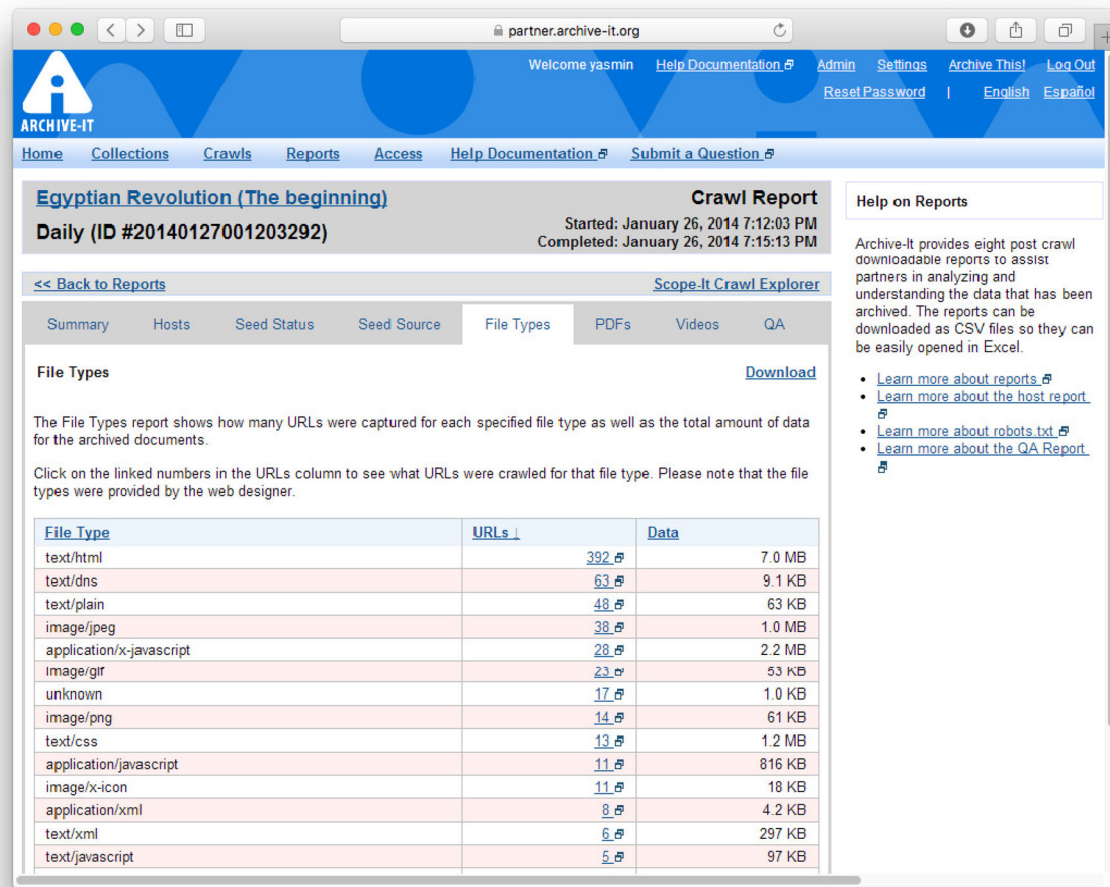 partner.archive-it.org
Welcome yasmin Help Documentation Admin Settings Archive This! Log Out
Reset Password | English Español
ARCHIVE-IT
Home Collections Crawls Reports Access Help Documentation Submit a Question
Egyptian Revolution (The beginning)
Daily (ID #20140127001203292)
Crawl Report
Started: January 26, 2014 7:12:03 PM
Completed: January 26, 2014 7:15:13 PM
<< Back to Reports Scope-It Crawl Explorer
Summary Hosts Seed Status Seed Source File Types PDFs Videos QA
File Types Download
The File Types report shows how many URLs were captured for each specified file type as well as the total amount of data
for the archived documents.
Click on the linked numbers in the URLs column to see what URLs were crawled for that file type. Please note that the file
types were provided by the web designer.
File Type URLs ↓ Data
text/html 392 7.0 MB
text/dns 63 9.1 KB
text/plain 48 63 KB
image/jpeg 38 1.0 MB
application/x-javascript 28 2.2 MB
image/gif 23 53 KB
unknown 17 1.0 KB
image/png 14 61 KB
text/css 13 1.2 MB
application/javascript 11 816 KB
image/x-icon 11 18 KB
application/xml 8 4.2 KB
text/xml 6 297 KB
text/javascript 5 97 KB
Help on Reports
Archive-It provides eight post crawl
downloadable reports to assist
partners in analyzing and
understanding the data that has been
archived. The reports can be
downloaded as CSV files so they can
be easily opened in Excel.
• Learn more about reports
• Learn more about the host report
• Learn more about robots.txt
• Learn more about the QA Report